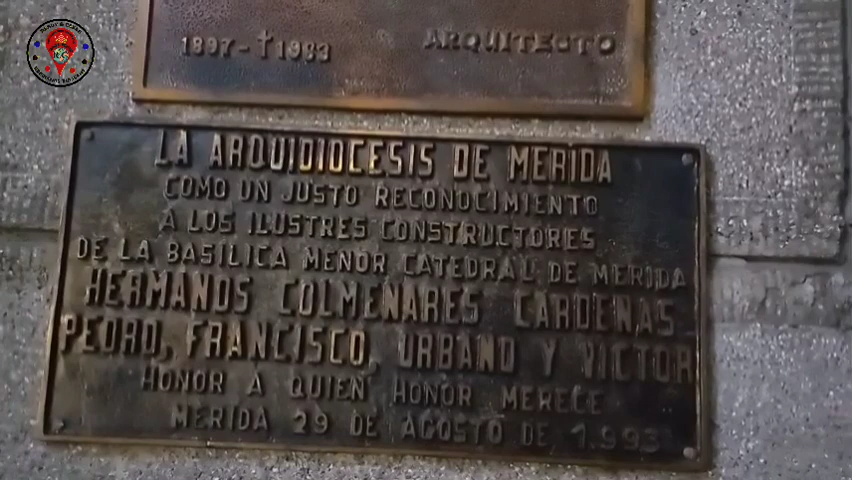 1897-✝1963 ARQUITECTO
LA ARQUIDIOCESIS DE MERIDA
COMO UN JUSTO RECONOCIMIENTO
A LOS ILUSTRES CONSTRUCTORES
DE LA BASILICA MENOR CATEDRAL DE MERIDA
HERMANOS COLMENARES CARDENAS
PEDRO, FRANCISCO, URBANO Y VICTOR
HONOR A QUIEN HONOR MERECE
MERIDA 29 DE AGOSTO DE 1.993